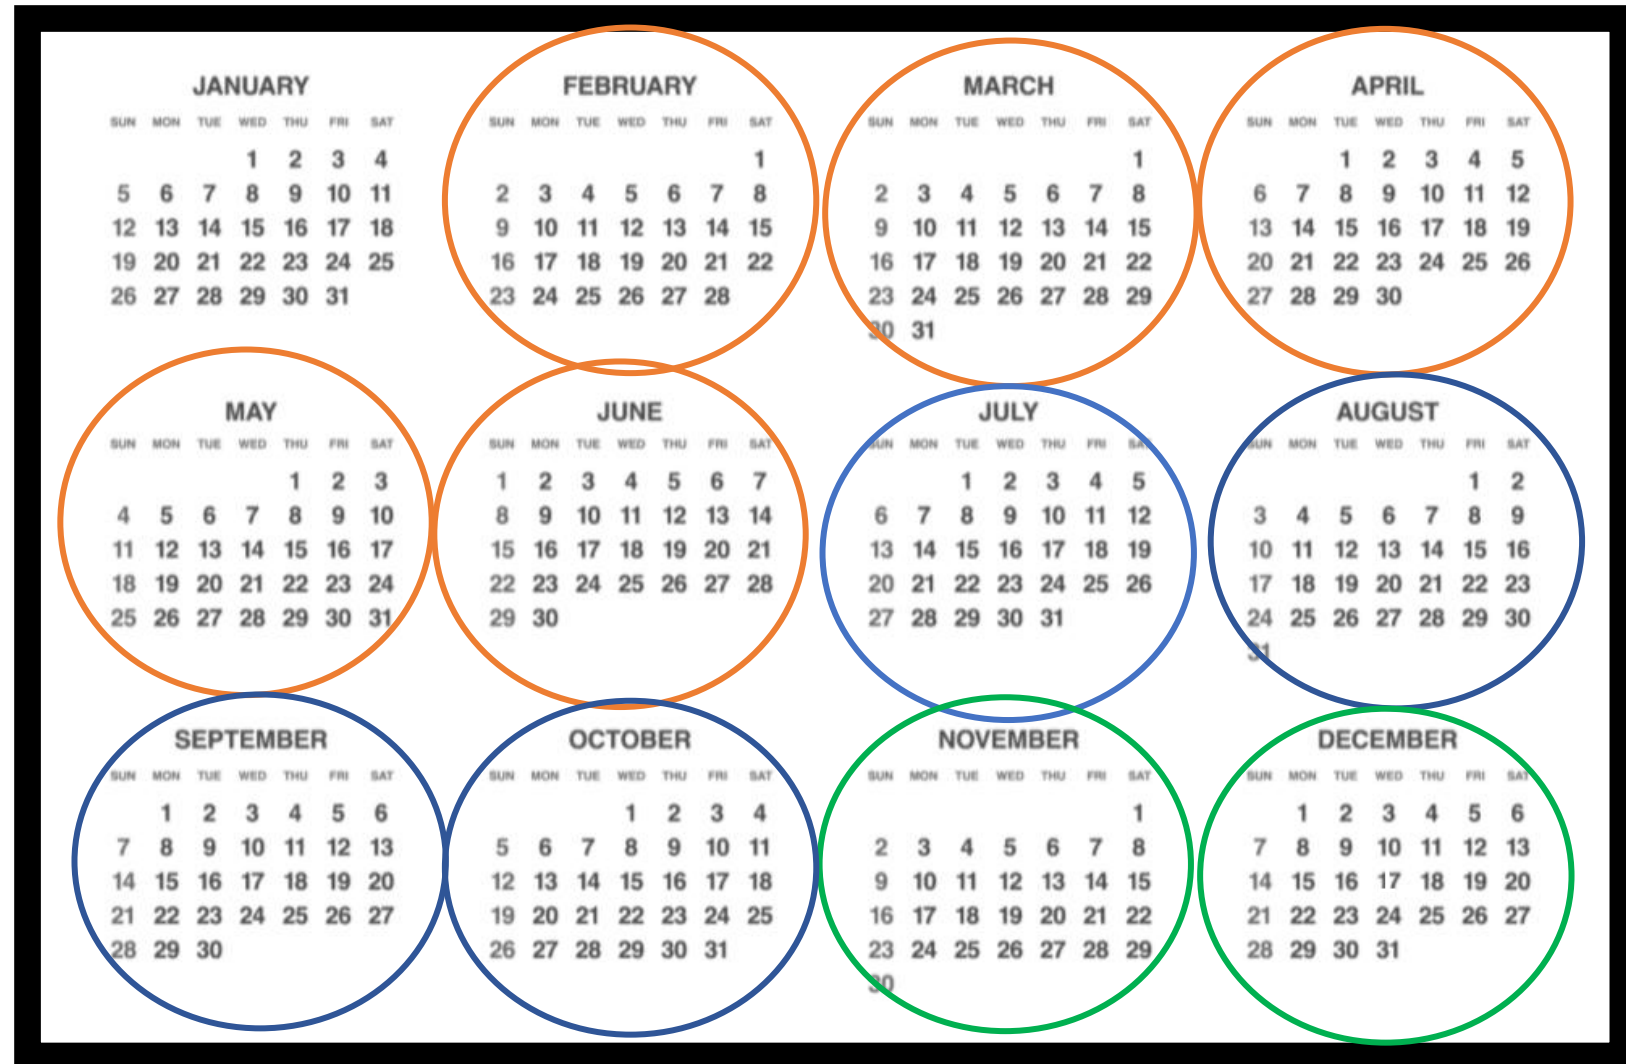 JANUARY FEBRUARY MARCH APRIL
SUN MON TUE WED THU FRI SAT SUN MON TUE WED THU FRI SAT SUN MON TUE WED THU FRI SAT SUN MON TUE WED THU FRI SAT
1 2 3 4 1 1 1 2 3 4 5
5 6 7 8 9 10 11 2 3 4 5 6 7 8 2 3 4 5 6 7 8 6 7 8 9 10 11 12
12 13 14 15 16 17 18 9 10 11 12 13 14 15 9 10 11 12 13 14 15 13 14 15 16 17 18 19
19 20 21 22 23 24 25 16 17 18 19 20 21 22 16 17 18 19 20 21 22 20 21 22 23 24 25 26
26 27 28 29 30 31 23 24 25 26 27 28 23 24 25 26 27 28 29 27 28 29 30
30 31
MAY JUNE JULY AUGUST
SUN MON TUE WED THU FRI SAT SUN MON TUE WED THU FRI SAT SUN MON TUE WED THU FRI SAT SUN MON TUE WED THU FRI SAT
1 2 3 1 2 3 4 5 6 7 1 2 3 4 5 1 2
4 5 6 7 8 9 10 8 9 10 11 12 13 14 6 7 8 9 10 11 12 3 4 5 6 7 8 9
11 12 13 14 15 16 17 15 16 17 18 19 20 21 13 14 15 16 17 18 19 10 11 12 13 14 15 16
18 19 20 21 22 23 24 22 23 24 25 26 27 28 20 21 22 23 24 25 26 17 18 19 20 21 22 23
25 26 27 28 29 30 31 29 30 27 28 29 30 31 24 25 26 27 28 29 30
31
SEPTEMBER OCTOBER NOVEMBER DECEMBER
SUN MON TUE WED THU FRI SAT SUN MON TUE WED THU FRI SAT SUN MON TUE WED THU FRI SAT SUN MON TUE WED THU FRI SAT
1 2 3 4 5 6 1 2 3 4 1 1 2 3 4 5 6
7 8 9 10 11 12 13 5 6 7 8 9 10 11 2 3 4 5 6 7 8 7 8 9 10 11 12 13
14 15 16 17 18 19 20 12 13 14 15 16 17 18 9 10 11 12 13 14 15 14 15 16 17 18 19 20
21 22 23 24 25 26 27 19 20 21 22 23 24 25 16 17 18 19 20 21 22 21 22 23 24 25 26 27
28 29 30 26 27 28 29 30 31 23 24 25 26 27 28 29 28 29 30 31
30